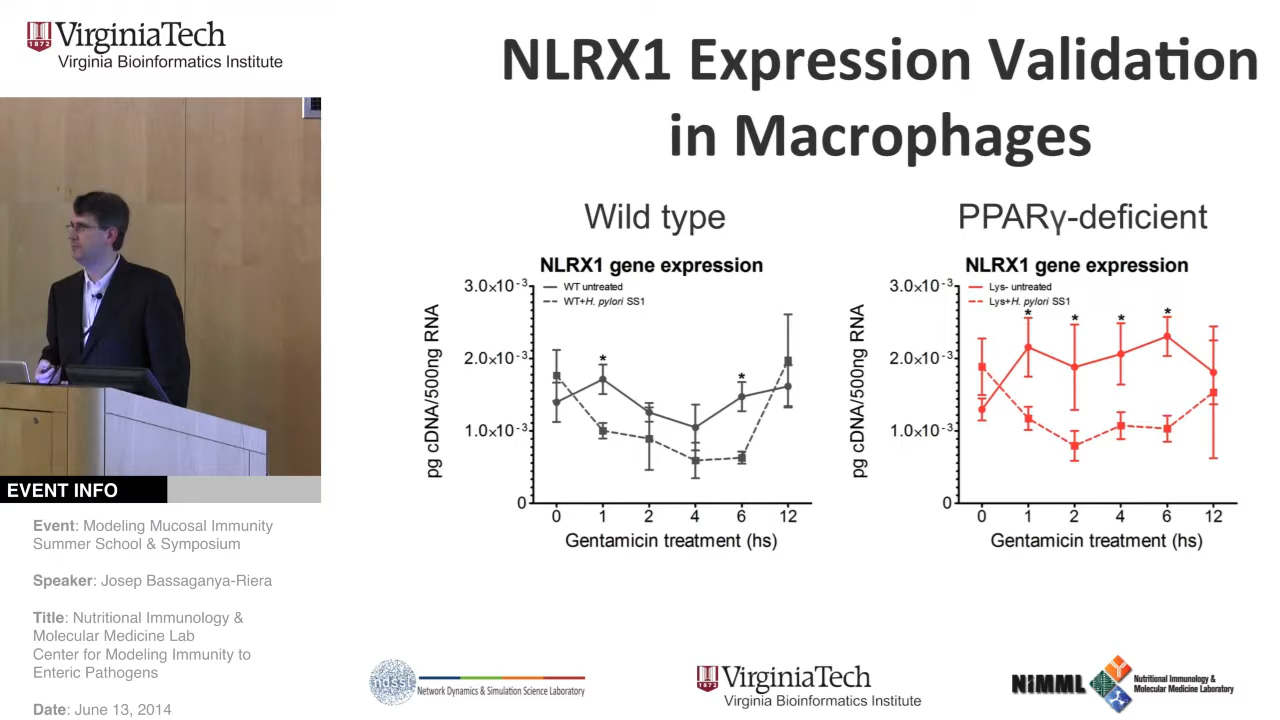 VirginiaTech
1872
Virginia Bioinformatics Institute
NLRX1 Expression Validation
in Macrophages
Wild type
NLRX1 gene expression
WT untreated
WT+H. pylori SS1
3.0×10⁻³
2.0×10⁻³
1.0×10⁻³
0
pg cDNA/500ng RNA
*
*
0 1 2 4 6 12
Gentamicin treatment (hs)
PPARγ-deficient
NLRX1 gene expression
Lys- untreated
Lys+H. pylori SS1
3.0×10⁻³
2.0×10⁻³
1.0×10⁻³
0
pg cDNA/500ng RNA
* * * *
0 1 2 4 6 12
Gentamicin treatment (hs)
EVENT INFO
Event: Modeling Mucosal Immunity
Summer School & Symposium
Speaker: Josep Bassaganya-Riera
Title: Nutritional Immunology &
Molecular Medicine Lab
Center for Modeling Immunity to
Enteric Pathogens
Date: June 13, 2014
ndssl
Network Dynamics & Simulation Science Laboratory
VirginiaTech
1872
Virginia Bioinformatics Institute
NIMML
Nutritional Immunology &
Molecular Medicine Laboratory